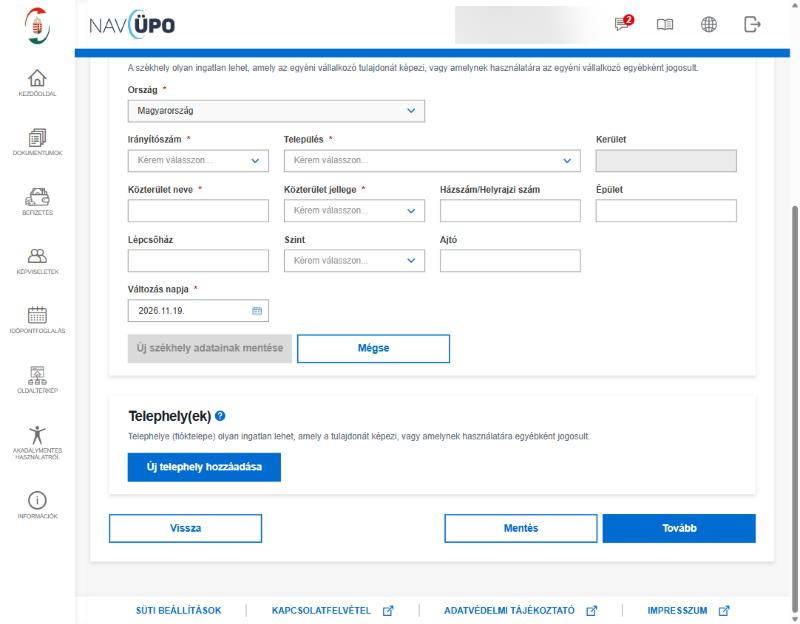 NAV ÜPO
2
KEZDŐOLDAL
DOKUMENTUMOK
BEFIZETÉS
KÉPVISELETEK
IDŐPONTFOGLALÁS
OLDALTÉRKÉP
AKADÁLYMENTES
HASZNÁLATRÓL
INFORMÁCIÓK
A székhely olyan ingatlan lehet, amely az egyéni vállalkozó tulajdonát képezi, vagy amelynek használatára az egyéni vállalkozó egyébként jogosult.
Ország *
Magyarország
Irányítószám * Település * Kerület
Kérem válasszon... Kérem válasszon...
Közterület neve * Közterület jellege * Házszám/Helyrajzi szám Épület
Kérem válasszon...
Lépcsőház Szint Ajtó
Kérem válasszon...
Változás napja *
2026.11.19.
Új székhely adatainak mentése Mégse
Telephely(ek) ?
Telephelye (fióktelepe) olyan ingatlan lehet, amely a tulajdonát képezi, vagy amelynek használatára egyébként jogosult.
Új telephely hozzáadása
Vissza Mentés Tovább
SÜTI BEÁLLÍTÁSOK KAPCSOLATFELVÉTEL ADATVÉDELMI TÁJÉKOZTATÓ IMPRESSZUM